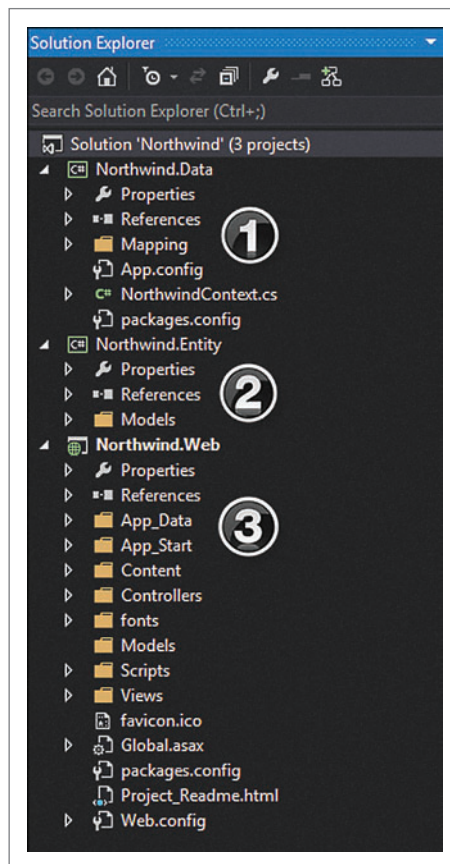 Solution Explorer
Search Solution Explorer (Ctrl+;)
Solution 'Northwind' (3 projects)
C# Northwind.Data
Properties
References
1
Mapping
App.config
C# NorthwindContext.cs
packages.config
C# Northwind.Entity
Properties
References
2
Models
Northwind.Web
Properties
References
App_Data
3
App_Start
Content
Controllers
fonts
Models
Scripts
Views
favicon.ico
Global.asax
packages.config
Project_Readme.html
Web.config